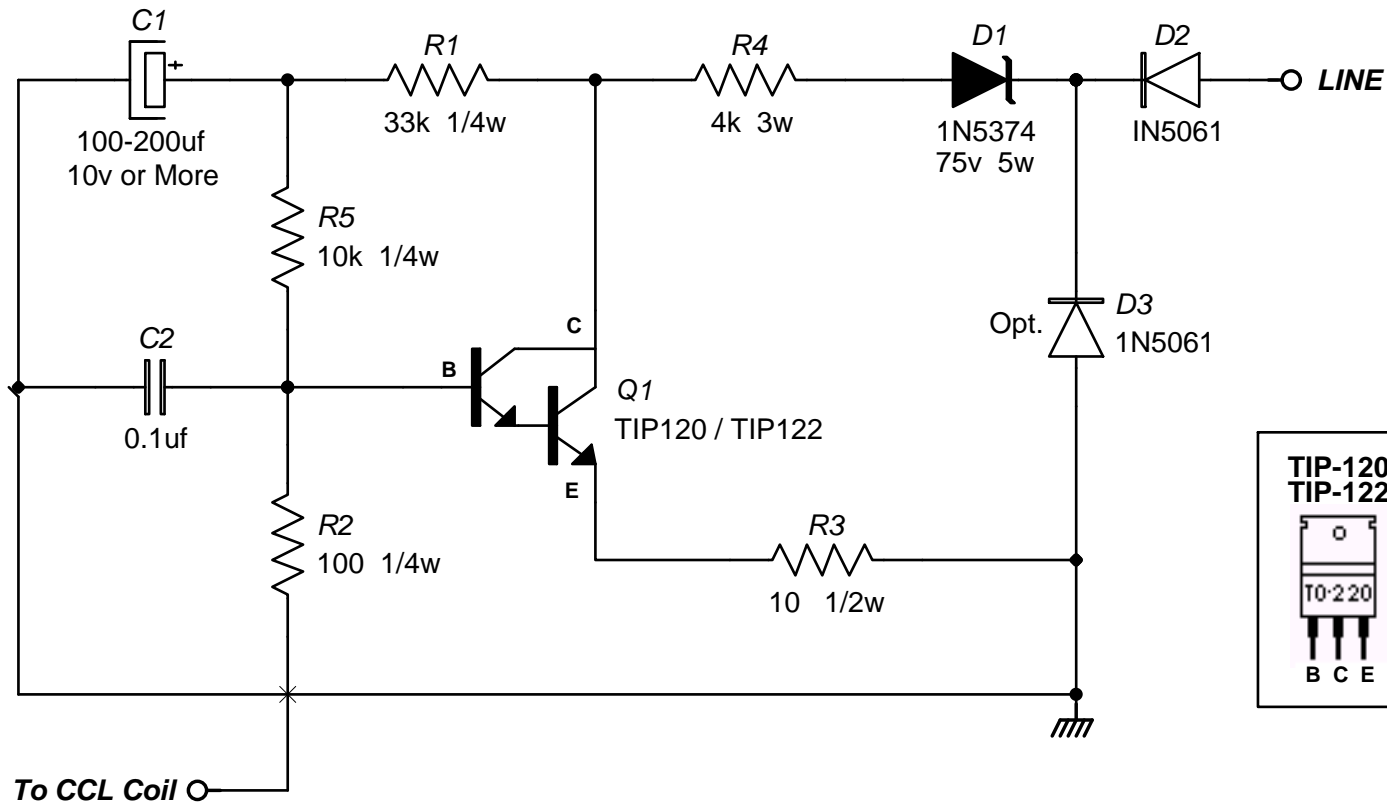 C1
100-200uf
10v or More
R1
33k 1/4w
R4
4k 3w
D1
1N5374
75v 5w
D2
IN5061
LINE
R5
10k 1/4w
C2
0.1uf
B
C
E
Q1
TIP120 / TIP122
Opt.
D3
1N5061
R2
100 1/4w
R3
10 1/2w
To CCL Coil
TIP-120
TIP-122
TO-220
B C E